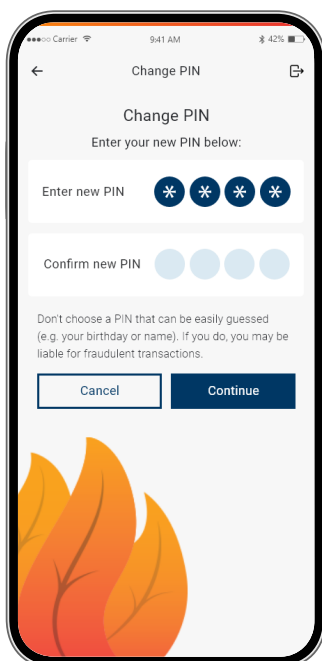 Carrier 9:41 AM 42%
Change PIN
Change PIN
Enter your new PIN below:
Enter new PIN * * * *
Confirm new PIN
Don't choose a PIN that can be easily guessed
(e.g. your birthday or name). If you do, you may be
liable for fraudulent transactions.
Cancel Continue